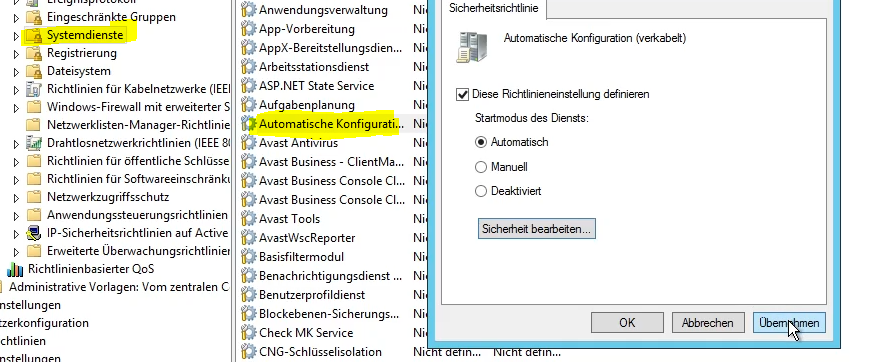 Eingeschränkte Gruppen
Systemdienste
Registrierung
Dateisystem
Richtlinien für Kabelnetzwerke (IEEE
Windows-Firewall mit erweiterter S
Netzwerklisten-Manager-Richtlinie
Drahtlosnetzwerkrichtlinien (IEEE 80
Richtlinien für öffentliche Schlüsse
Richtlinien für Softwareeinschränku
Netzwerkzugriffsschutz
Anwendungssteuerungsrichtlinien
IP-Sicherheitsrichtlinien auf Active
Erweiterte Überwachungsrichtlinien
Richtlinienbasierter QoS
Administrative Vorlagen: Vom zentralen C
nstellungen
tzerkonfiguration
htlinien
nstellungen
Anwendungsverwaltung
App-Vorbereitung
AppX-Bereitstellungsdien...
Arbeitsstationsdienst
ASP.NET State Service
Aufgabenplanung
Automatische Konfigurati...
Avast Antivirus
Avast Business - ClientMa...
Avast Business Console Cl...
Avast Business Console Cl...
Avast Tools
AvastWscReporter
Basisfiltermodul
Benachrichtigungsdienst ...
Benutzerprofildienst
Blockebenen-Sicherungs...
Check MK Service
CNG-Schlüsselisolation Nicht defin... Nicht defin...
Sicherheitsrichtlinie
Automatische Konfiguration (verkabelt)
Diese Richtlinieneinstellung definieren
Startmodus des Diensts:
Automatisch
Manuell
Deaktiviert
Sicherheit bearbeiten...
OK Abbrechen Übernehmen